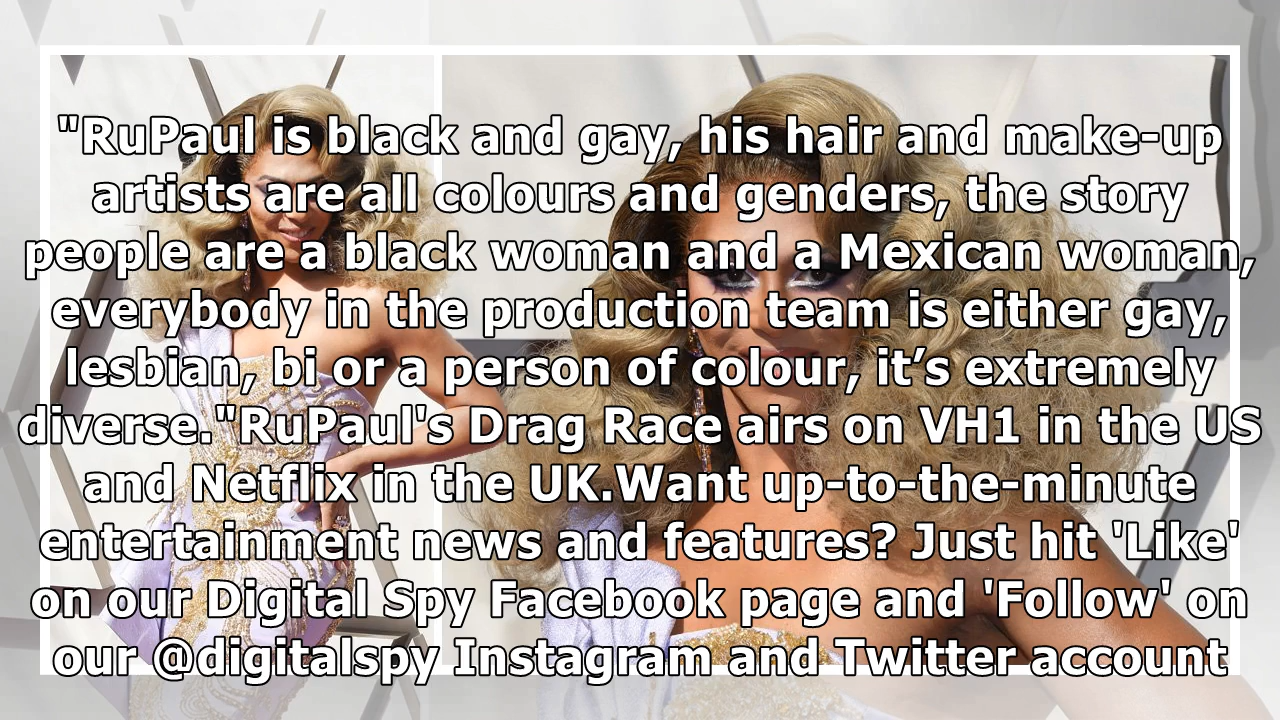 "RuPaul is black and gay, his hair and make-up
artists are all colours and genders, the story
people are a black woman and a Mexican woman,
everybody in the production team is either gay,
lesbian, bi or a person of colour, it’s extremely
diverse."RuPaul's Drag Race airs on VH1 in the US
and Netflix in the UK.Want up-to-the-minute
entertainment news and features? Just hit 'Like'
on our Digital Spy Facebook page and 'Follow' on
our @digitalspy Instagram and Twitter account